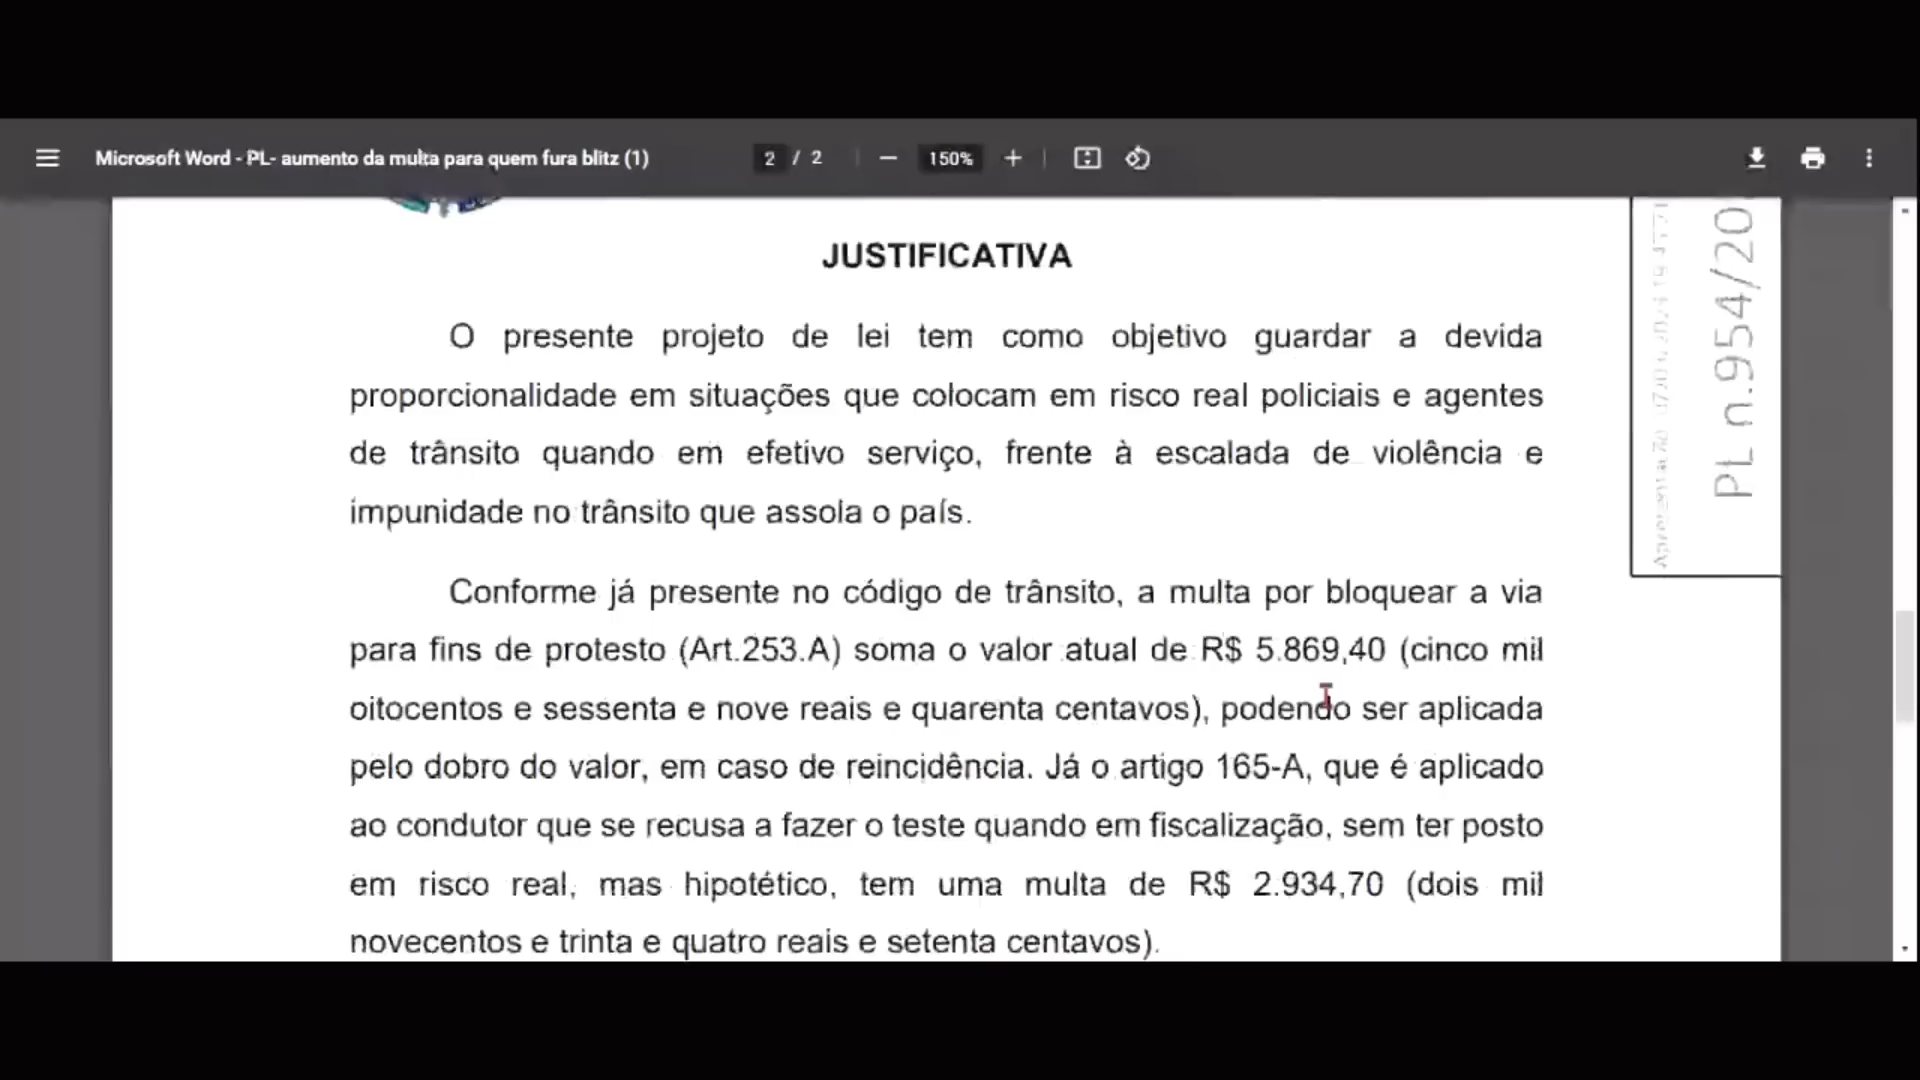 Microsoft Word - PL- aumento da multa para quem fura blitz (1)
2 / 2
150%
JUSTIFICATIVA
O presente projeto de lei tem como objetivo guardar a devida
proporcionalidade em situações que colocam em risco real policiais e agentes
de trânsito quando em efetivo serviço, frente à escalada de violência e
impunidade no trânsito que assola o país.
Conforme já presente no código de trânsito, a multa por bloquear a via
para fins de protesto (Art.253.A) soma o valor atual de R$ 5.869,40 (cinco mil
oitocentos e sessenta e nove reais e quarenta centavos), podendo ser aplicada
pelo dobro do valor, em caso de reincidência. Já o artigo 165-A, que é aplicado
ao condutor que se recusa a fazer o teste quando em fiscalização, sem ter posto
em risco real, mas hipotético, tem uma multa de R$ 2.934,70 (dois mil
novecentos e trinta e quatro reais e setenta centavos).
PL n.954/20